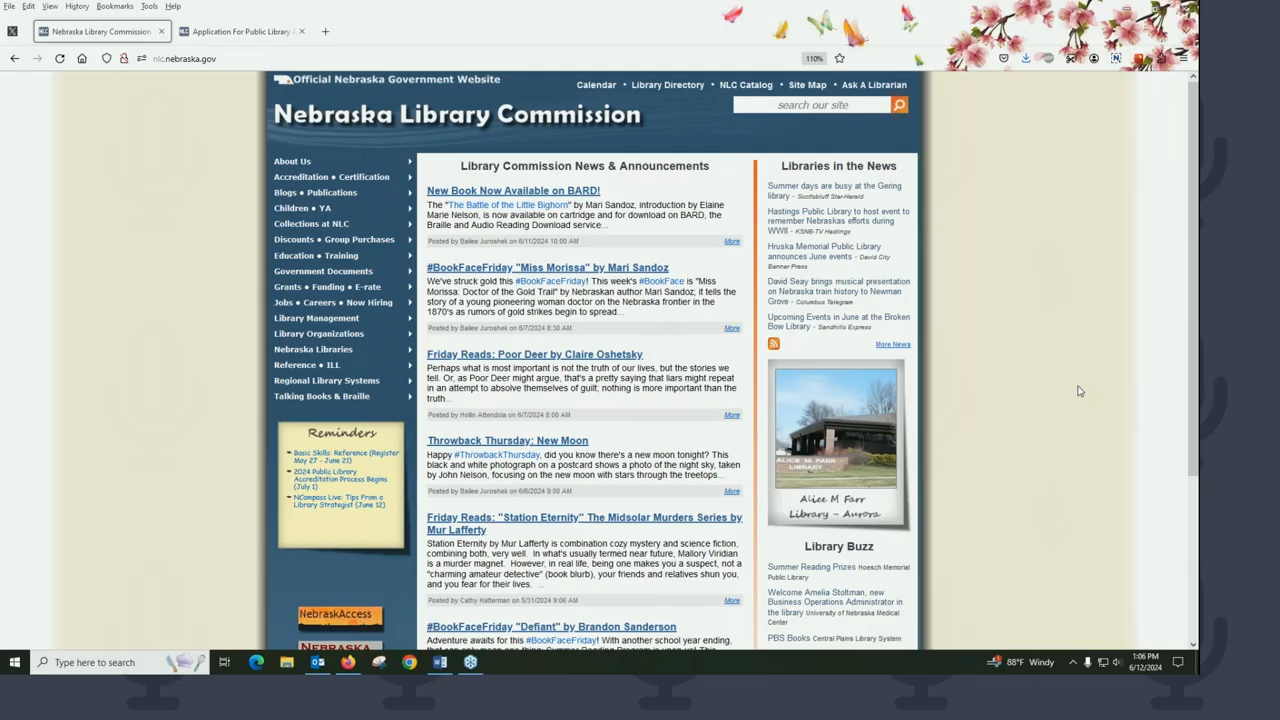 File Edit View History Bookmarks Tools Help
Nebraska Library Commission
Application For Public Library A
nlc.nebraska.gov
110%
Official Nebraska Government Website
Calendar • Library Directory • NLC Catalog • Site Map • Ask A Librarian
Nebraska Library Commission
search our site
About Us
Accreditation • Certification
Blogs • Publications
Children • YA
Collections at NLC
Discounts • Group Purchases
Education • Training
Government Documents
Grants • Funding • E-rate
Jobs • Careers • Now Hiring
Library Management
Library Organizations
Nebraska Libraries
Reference • ILL
Regional Library Systems
Talking Books & Braille
Reminders
Basic Skills: Reference (Register
May 27 - June 21)
2024 Public Library
Accreditation Process Begins
(July 1)
NCompass Live: Tips From a
Library Strategist (June 12)
NebraskAccess
NEBRASKA
Library Commission News & Announcements
New Book Now Available on BARD!
The "The Battle of the Little Bighorn" by Mari Sandoz, introduction by Elaine
Marie Nelson, is now available on cartridge and for download on BARD, the
Braille and Audio Reading Download service...
Posted by Bailee Juroshek on 6/11/2024 10:00 AM More
#BookFaceFriday "Miss Morissa" by Mari Sandoz
We've struck gold this #BookFaceFriday! This week's #BookFace is "Miss
Morissa: Doctor of the Gold Trail" by Nebraskan author Mari Sandoz; it tells the
story of a young pioneering woman doctor on the Nebraska frontier in the
1870's as rumors of gold strikes begin to spread...
Posted by Bailee Juroshek on 6/7/2024 8:30 AM More
Friday Reads: Poor Deer by Claire Oshetsky
Perhaps what is most important is not the truth of our lives, but the stories we
tell. Or, as Poor Deer might argue, that's a pretty saying that liars might repeat
in an attempt to absolve themselves of guilt; nothing is more important than the
truth...
Posted by Hollin Attendola on 6/7/2024 8:00 AM More
Throwback Thursday: New Moon
Happy #ThrowbackThursday, did you know there's a new moon tonight? This
black and white photograph on a postcard shows a photo of the night sky, taken
by John Nelson, focusing on the new moon with stars through the treetops...
Posted by Bailee Juroshek on 6/6/2024 9:00 AM More
Friday Reads: "Station Eternity" The Midsolar Murders Series by
Mur Lafferty
Station Eternity by Mur Lafferty is combination cozy mystery and science fiction,
combining both, very well. In what's usually termed near future, Mallory Viridian
is a murder magnet. However, in real life, being one makes you a suspect, not a
"charming amateur detective" (book blurb), your friends and relatives shun you,
and you fear for their lives. ...
Posted by Cathy Hatterman on 5/31/2024 9:06 AM More
#BookFaceFriday "Defiant" by Brandon Sanderson
Adventure awaits for this #BookFaceFriday! With another school year ending,
Libraries in the News
Summer days are busy at the Gering
library - Scottsbluff Star-Herald
Hastings Public Library to host event to
remember Nebraskas efforts during
WWII - KSNB-TV Hastings
Hruska Memorial Public Library
announces June events - David City
Banner Press
David Seay brings musical presentation
on Nebraska train history to Newman
Grove - Columbus Telegram
Upcoming Events in June at the Broken
Bow Library - Sandhills Express
More News
ALICE M FARR
LIBRARY
Alice M Farr
Library - Aurora
Library Buzz
Summer Reading Prizes Hoesch Memorial
Public Library
Welcome Amelia Stoltman, new
Business Operations Administrator in
the library University of Nebraska Medical
Center
PBS Books Central Plains Library System
Type here to search
88°F Windy
1:06 PM
6/12/2024